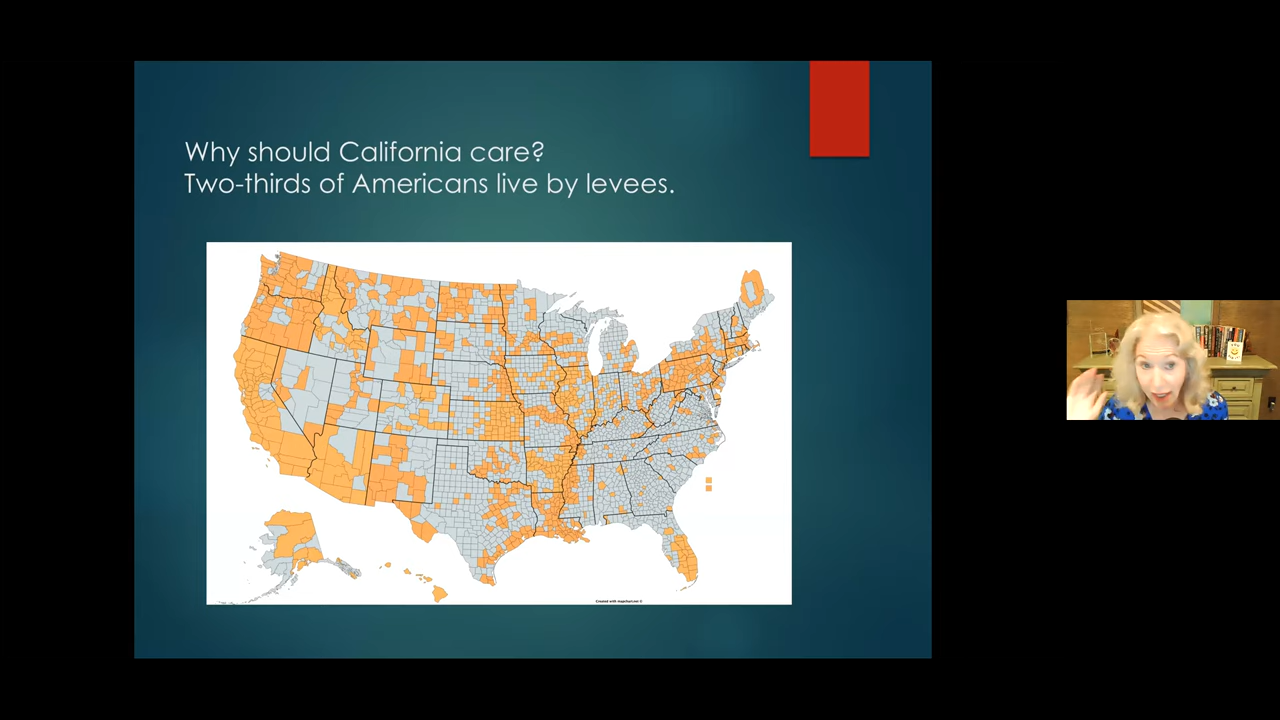 Why should California care?
Two-thirds of Americans live by levees.
Created with mapchart.net ©